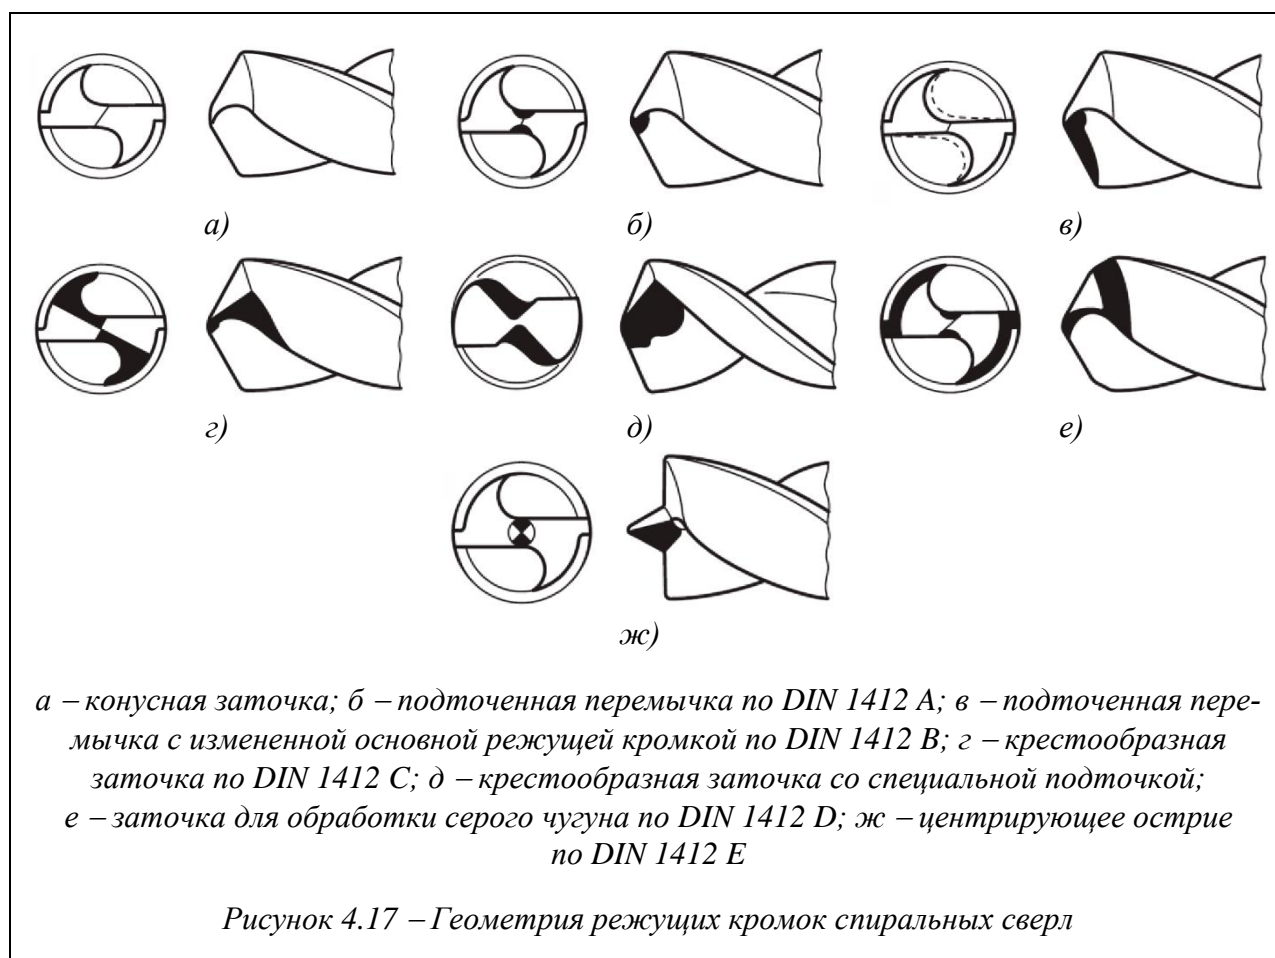 а)
б)
в)
г)
д)
е)
ж)
а – конусная заточка; б – подточенная перемычка по DIN 1412 A; в – подточенная пере-
мычка с измененной основной режущей кромкой по DIN 1412 B; г – крестообразная
заточка по DIN 1412 C; д – крестообразная заточка со специальной подточкой;
е – заточка для обработки серого чугуна по DIN 1412 D; ж – центрирующее острие
по DIN 1412 E
Рисунок 4.17 – Геометрия режущих кромок спиральных сверл